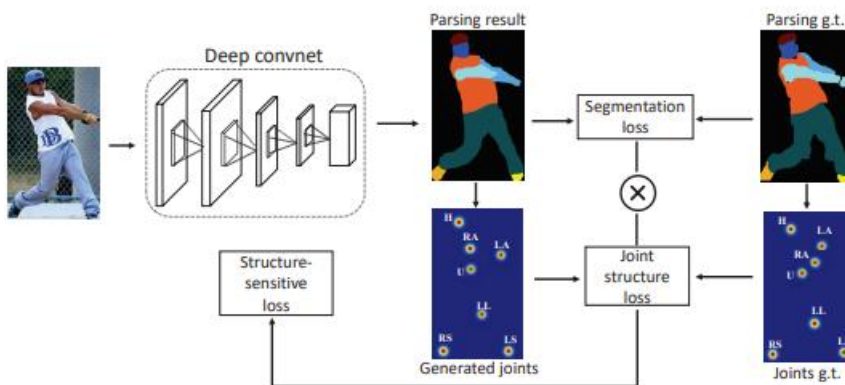 Parsing result
Parsing g.t.
Deep convnet
Segmentation
loss
H
RA
LA
U
LL
RS
LS
Generated joints
Structure-
sensitive
loss
Joint
structure
loss
H
LA
RA
U
LL
RS
L
Joints g.t.